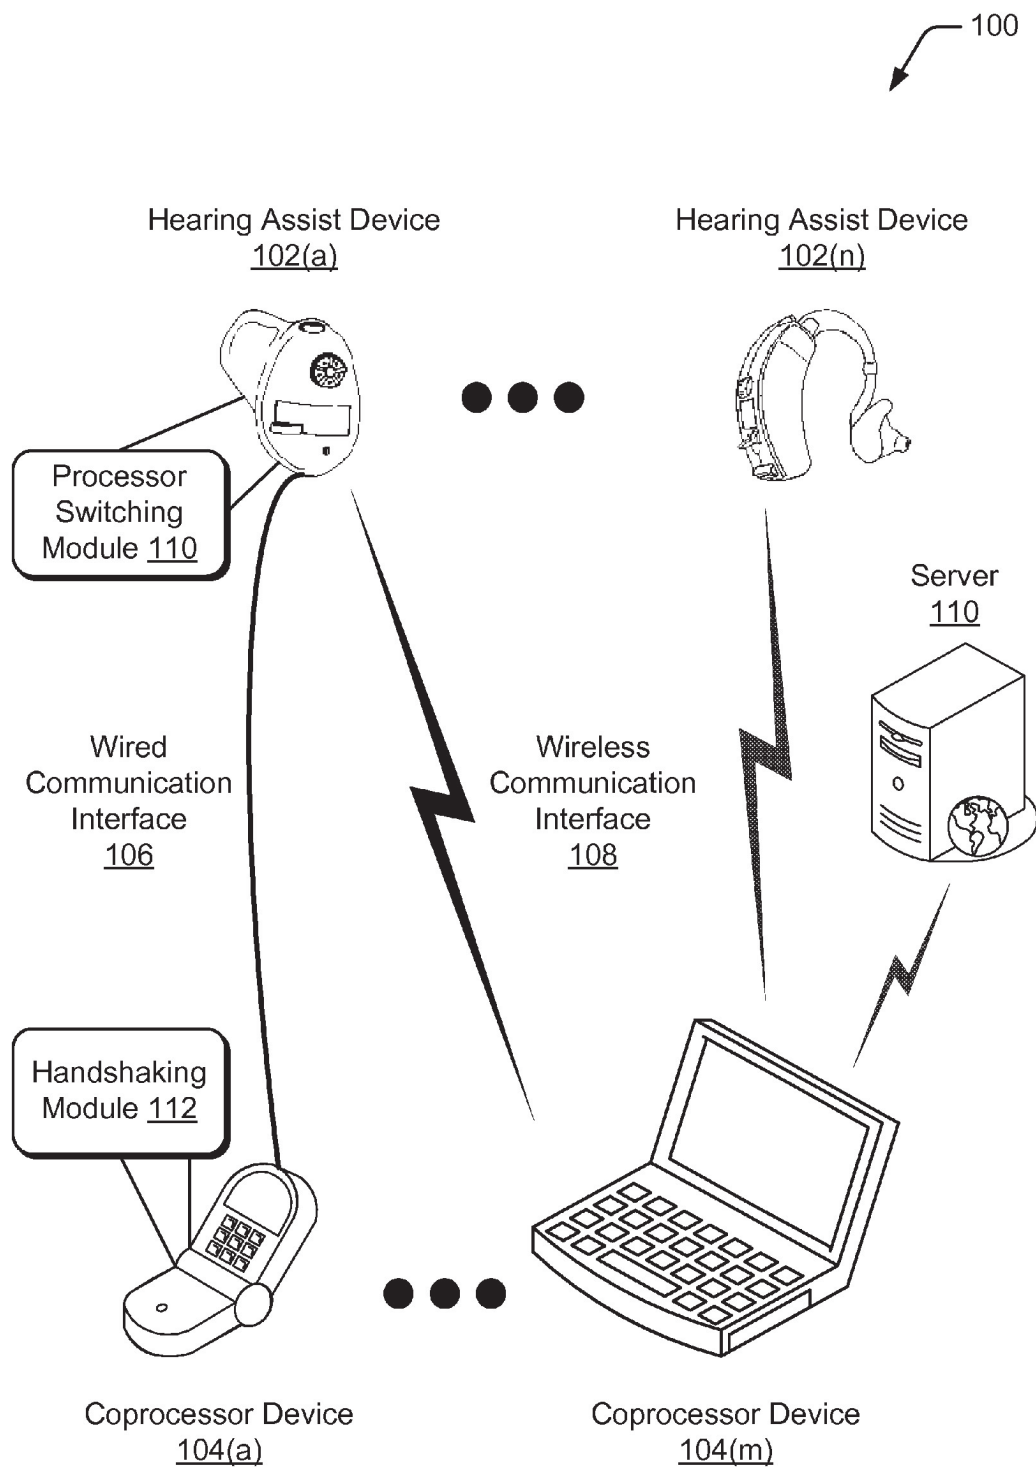 100
Hearing Assist Device
102(a)
Hearing Assist Device
102(n)
Processor
Switching
Module 110
Server
110
Wired
Communication
Interface
106
Wireless
Communication
Interface
108
Handshaking
Module 112
Coprocessor Device
104(a)
Coprocessor Device
104(m)